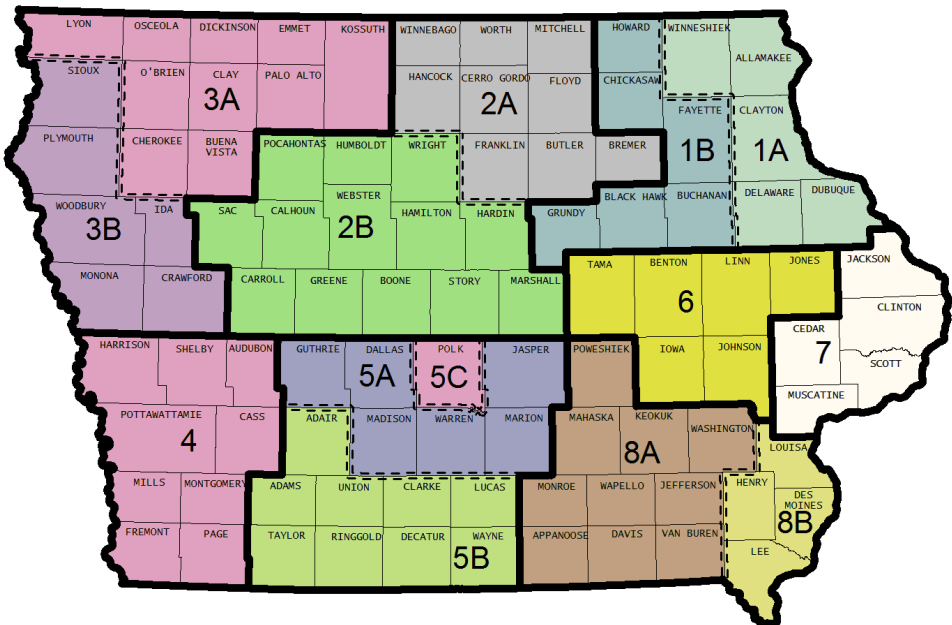 LYON
OSCEOLA
DICKINSON
EMMET
KOSSUTH
WINNEBAGO
WORTH
MITCHELL
HOWARD
WINNESHIEK
ALLAMAKEE
SIOUX
O'BRIEN
CLAY
PALO ALTO
HANCOCK
CERRO GORDO
FLOYD
CHICKASAW
3A
2A
FAYETTE
CLAYTON
PLYMOUTH
CHEROKEE
BUENA
VISTA
POCAHONTAS
HUMBOLDT
WRIGHT
FRANKLIN
BUTLER
BREMER
1B
1A
WOODBURY
IDA
SAC
CALHOUN
WEBSTER
HAMILTON
HARDIN
GRUNDY
BLACK HAWK
BUCHANAN
DELAWARE
DUBUQUE
3B
2B
MONONA
CRAWFORD
CARROLL
GREENE
BOONE
STORY
MARSHALL
TAMA
BENTON
LINN
JONES
JACKSON
6
CLINTON
HARRISON
SHELBY
AUDUBON
GUTHRIE
DALLAS
POLK
JASPER
POWESHIEK
IOWA
JOHNSON
CEDAR
7
SCOTT
5A
5C
MUSCATINE
POTTAWATTAMIE
CASS
ADAIR
MADISON
WARREN
MARION
MAHASKA
KEOKUK
WASHINGTON
4
8A
LOUISA
MILLS
MONTGOMERY
ADAMS
UNION
CLARKE
LUCAS
MONROE
WAPELLO
JEFFERSON
HENRY
DES
MOINES
8B
FREMONT
PAGE
TAYLOR
RINGGOLD
DECATUR
WAYNE
APPANOOSE
DAVIS
VAN BUREN
LEE
5B